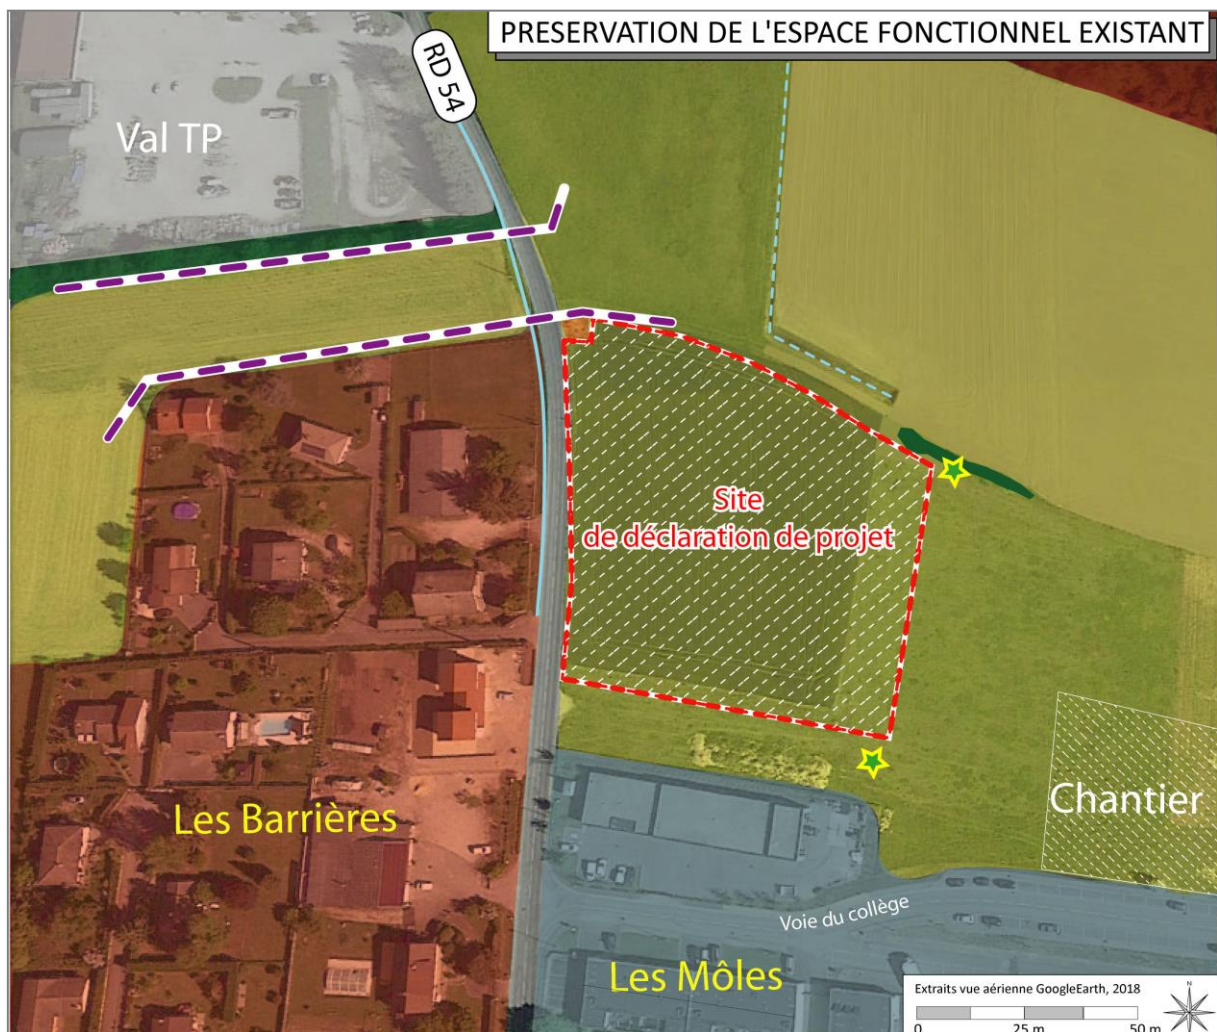 PRESERVATION DE L'ESPACE FONCTIONNEL EXISTANT
RD 54
Val TP
Site
de déclaration de projet
Chantier
Les Barrières
Voie du collège
Les Môles
Extraits vue aérienne GoogleEarth, 2018
N
0 25 m 50 m